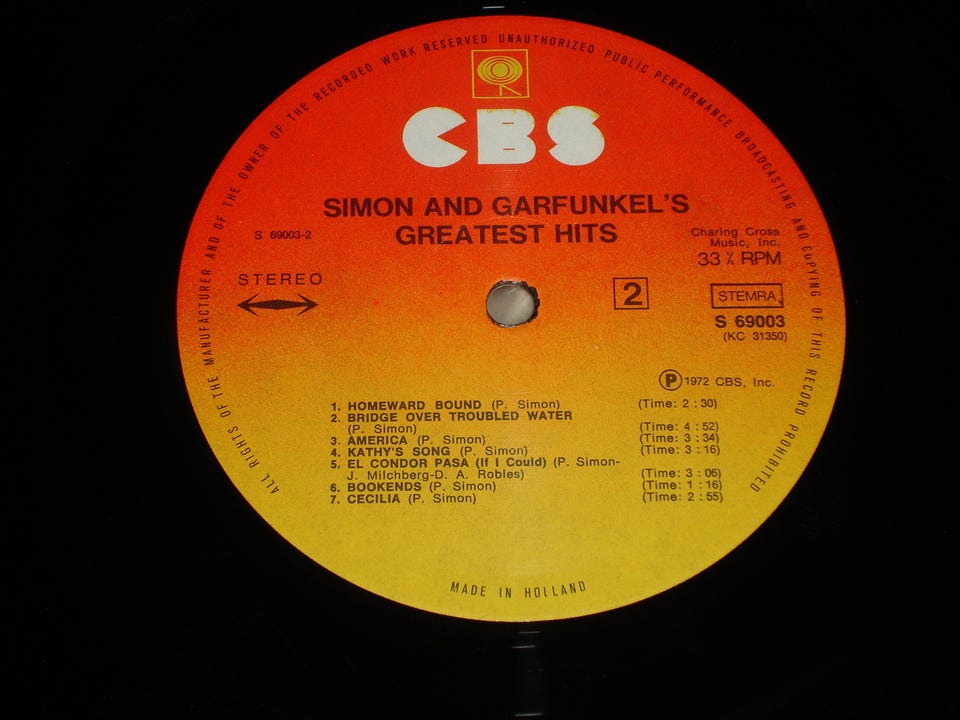 ALL RIGHTS OF THE MANUFACTURER AND OF THE OWNER OF THE RECORDED WORK RESERVED UNAUTHORIZED PUBLIC PERFORMANCE BROADCASTING AND COPYING OF THIS RECORD PROHIBITED
CBS
SIMON AND GARFUNKEL'S
GREATEST HITS
S 69003-2
Charing Cross
Music, Inc.
33⅓ RPM
STEREO
2
STEMRA
S 69003
(KC 31350)
Ⓟ 1972 CBS, Inc.
1. HOMEWARD BOUND (P. Simon) (Time: 2 : 30)
2. BRIDGE OVER TROUBLED WATER
(P. Simon) (Time: 4 : 52)
3. AMERICA (P. Simon) (Time: 3 : 34)
4. KATHY'S SONG (P. Simon) (Time: 3 : 16)
5. EL CONDOR PASA (If I Could) (P. Simon-
J. Milchberg-D. A. Robles) (Time: 3 : 06)
6. BOOKENDS (P. Simon) (Time: 1 : 16)
7. CECILIA (P. Simon) (Time: 2 : 55)
MADE IN HOLLAND